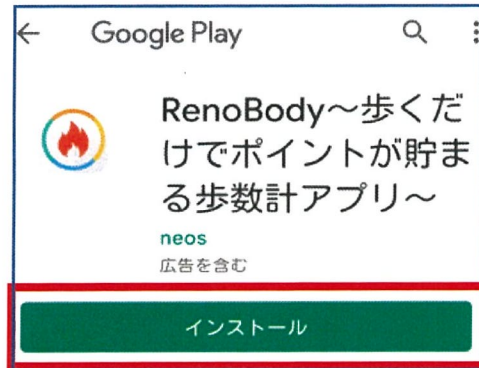 Google Play
RenoBody～歩くだ
けでポイントが貯ま
る歩数計アプリ～
neos
広告を含む
インストール